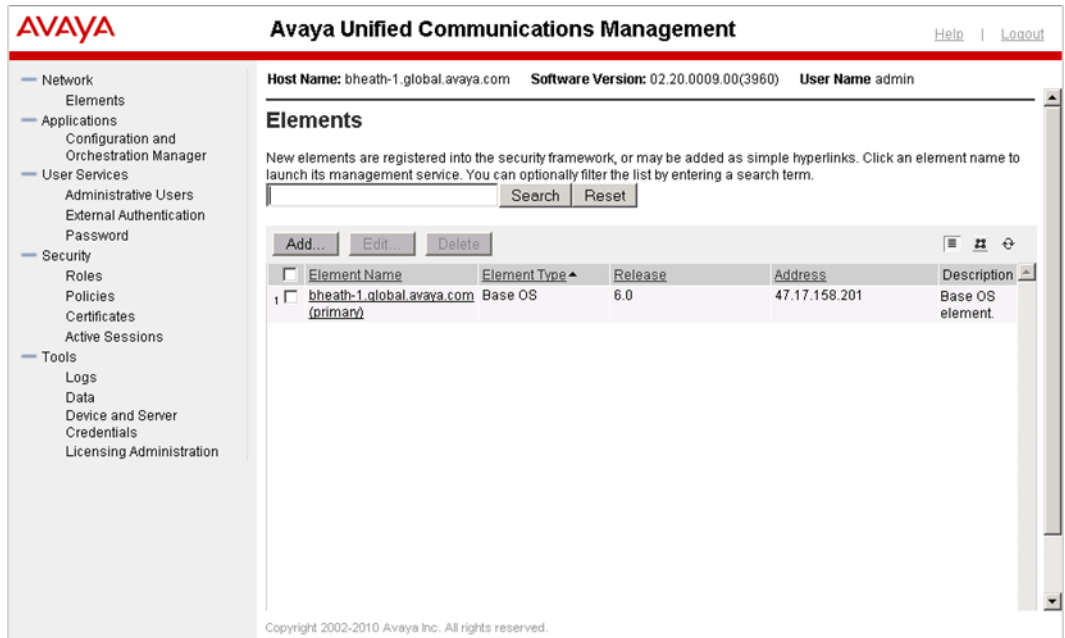 AVAYA
Avaya Unified Communications Management
Help | Logout
Host Name: bheath-1.global.avaya.com Software Version: 02.20.0009.00(3960) User Name admin
Network
Elements
Applications
Configuration and
Orchestration Manager
User Services
Administrative Users
External Authentication
Password
Security
Roles
Policies
Certificates
Active Sessions
Tools
Logs
Data
Device and Server
Credentials
Licensing Administration
Elements
New elements are registered into the security framework, or may be added as simple hyperlinks. Click an element name to
launch its management service. You can optionally filter the list by entering a search term.
Search Reset
Add... Edit... Delete
Element Name Element Type Release Address Description
1 bheath-1.global.avaya.com Base OS 6.0 47.17.158.201 Base OS
(primary) element.
Copyright 2002-2010 Avaya Inc. All rights reserved.